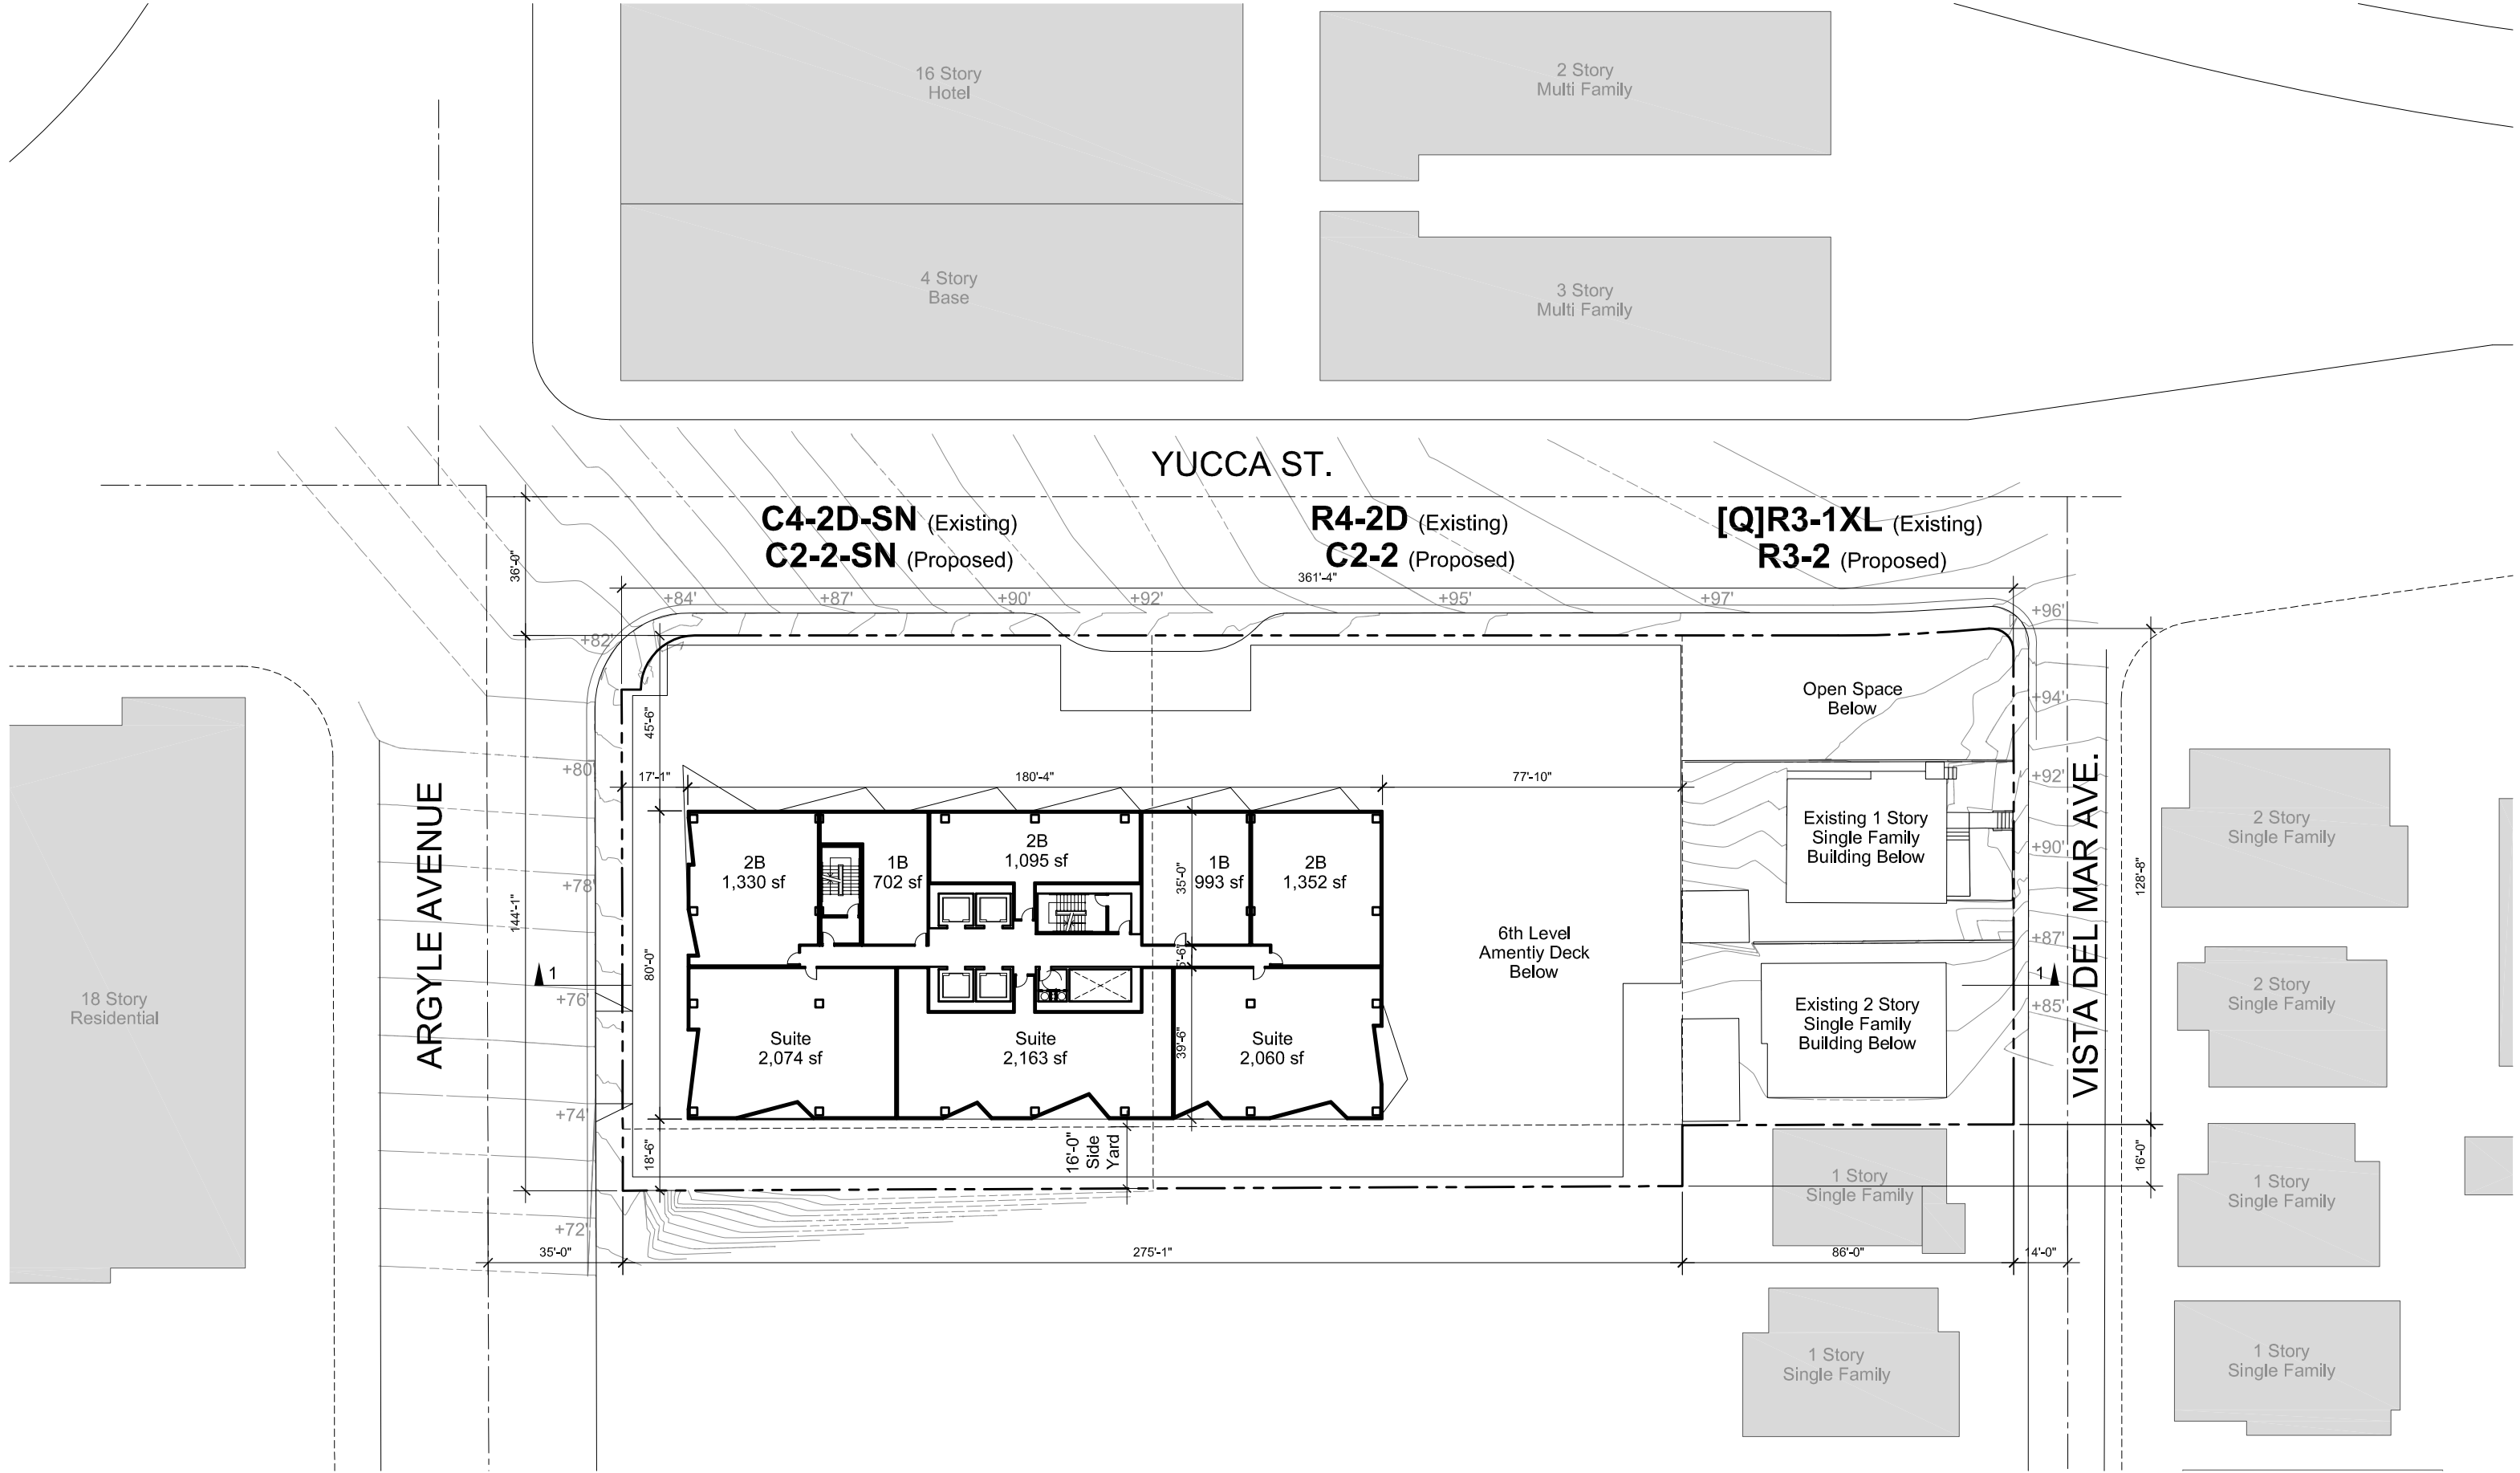 16 Story
Hotel
2 Story
Multi Family
4 Story
Base
3 Story
Multi Family
YUCCA ST.
C4-2D-SN (Existing)
C2-2-SN (Proposed)
R4-2D (Existing)
C2-2 (Proposed)
[Q]R3-1XL (Existing)
R3-2 (Proposed)
36'-0"
361'-4"
+84'
+87'
+90'
+92'
+95'
+97'
+96'
+82'
45'-6"
Open Space
Below
+94'
+80'
17'-1"
180'-4"
77'-10"
+92'
ARGYLE AVENUE
144'-1"
+78'
2B
1,330 sf
1B
702 sf
2B
1,095 sf
35'-0"
1B
993 sf
2B
1,352 sf
Existing 1 Story
Single Family
Building Below
+90'
VISTA DEL MAR AVE.
128'-8"
2 Story
Single Family
80'-0"
5'-6"
6th Level
Amentiy Deck
Below
+87'
1
1
18 Story
Residential
+76'
Existing 2 Story
Single Family
Building Below
+85'
2 Story
Single Family
Suite
2,074 sf
Suite
2,163 sf
39'-6"
Suite
2,060 sf
+74'
18'-6"
16'-0"
Side
Yard
16'-0"
1 Story
Single Family
1 Story
Single Family
+72'
35'-0"
275'-1"
86'-0"
14'-0"
1 Story
Single Family
1 Story
Single Family